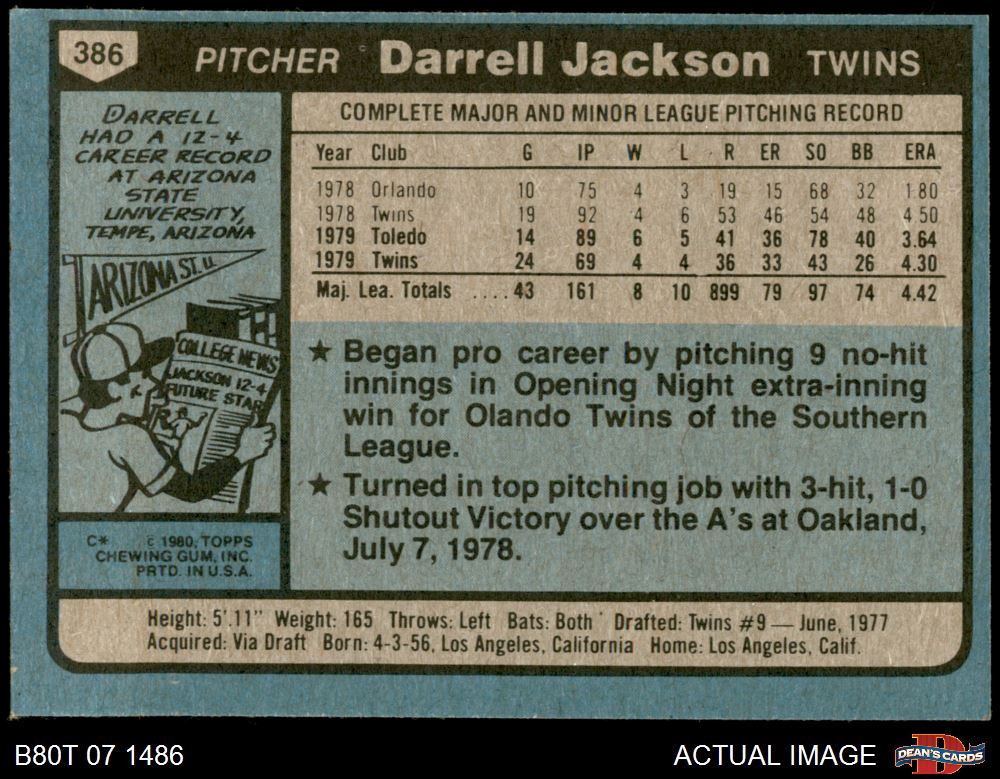 386 PITCHER Darrell Jackson TWINS
DARRELL
HAD A 12-4
CAREER RECORD
AT ARIZONA
STATE
UNIVERSITY,
TEMPE, ARIZONA
ARIZONA ST. U.
COLLEGE NEWS
JACKSON 12-4
FUTURE STAR
C* © 1980, TOPPS
CHEWING GUM, INC.
PRTD. IN U.S.A.
COMPLETE MAJOR AND MINOR LEAGUE PITCHING RECORD
Year Club G IP W L R ER SO BB ERA
1978 Orlando 10 75 4 3 19 15 68 32 1.80
1978 Twins 19 92 4 6 53 46 54 48 4.50
1979 Toledo 14 89 6 5 41 36 78 40 3.64
1979 Twins 24 69 4 4 36 33 43 26 4.30
Maj. Lea. Totals ....43 161 8 10 899 79 97 74 4.42
★ Began pro career by pitching 9 no-hit
innings in Opening Night extra-inning
win for Olando Twins of the Southern
League.
★ Turned in top pitching job with 3-hit, 1-0
Shutout Victory over the A's at Oakland,
July 7, 1978.
Height: 5'.11" Weight: 165 Throws: Left Bats: Both Drafted: Twins #9 — June, 1977
Acquired: Via Draft Born: 4-3-56, Los Angeles, California Home: Los Angeles, Calif.
B80T 07 1486 ACTUAL IMAGE DEAN'S CARDS